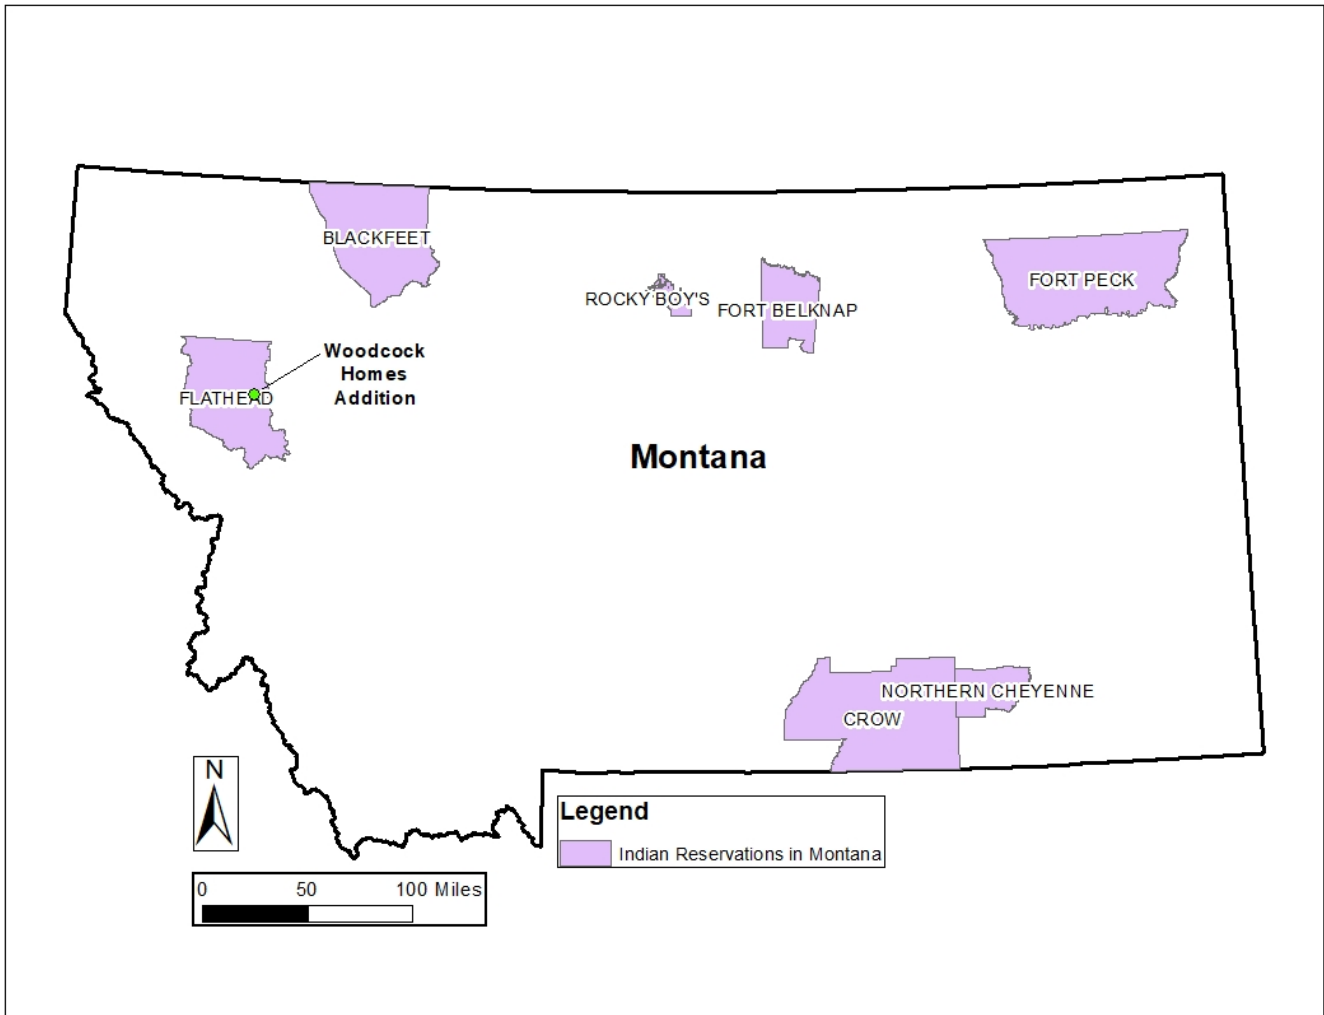 BLACKFEET
ROCKY BOY'S
FORT BELKNAP
FORT PECK
Woodcock
Homes
Addition
FLATHEAD
Montana
NORTHERN CHEYENNE
CROW
N
Legend
Indian Reservations in Montana
0 50 100 Miles